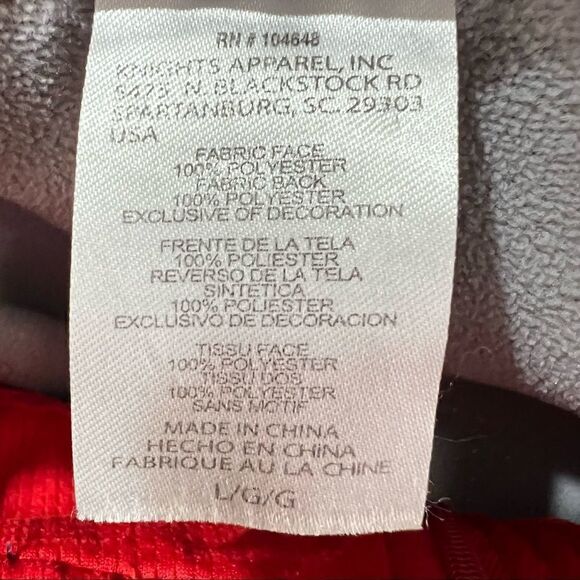 RN # 104648
KNIGHTS APPAREL, INC
5475 N. BLACKSTOCK RD
SPARTANBURG, SC. 29303
USA
FABRIC FACE
100% POLYESTER
FABRIC BACK
100% POLYESTER
EXCLUSIVE OF DECORATION
FRENTE DE LA TELA
100% POLIESTER
REVERSO DE LA TELA
SINTETICA
100% POLIESTER
EXCLUSIVO DE DECORACION
TISSU FACE
100% POLYESTER
TISSU DOS
100% POLYESTER
SANS MOTIF
MADE IN CHINA
HECHO EN CHINA
FABRIQUE AU LA CHINE
L/G/G